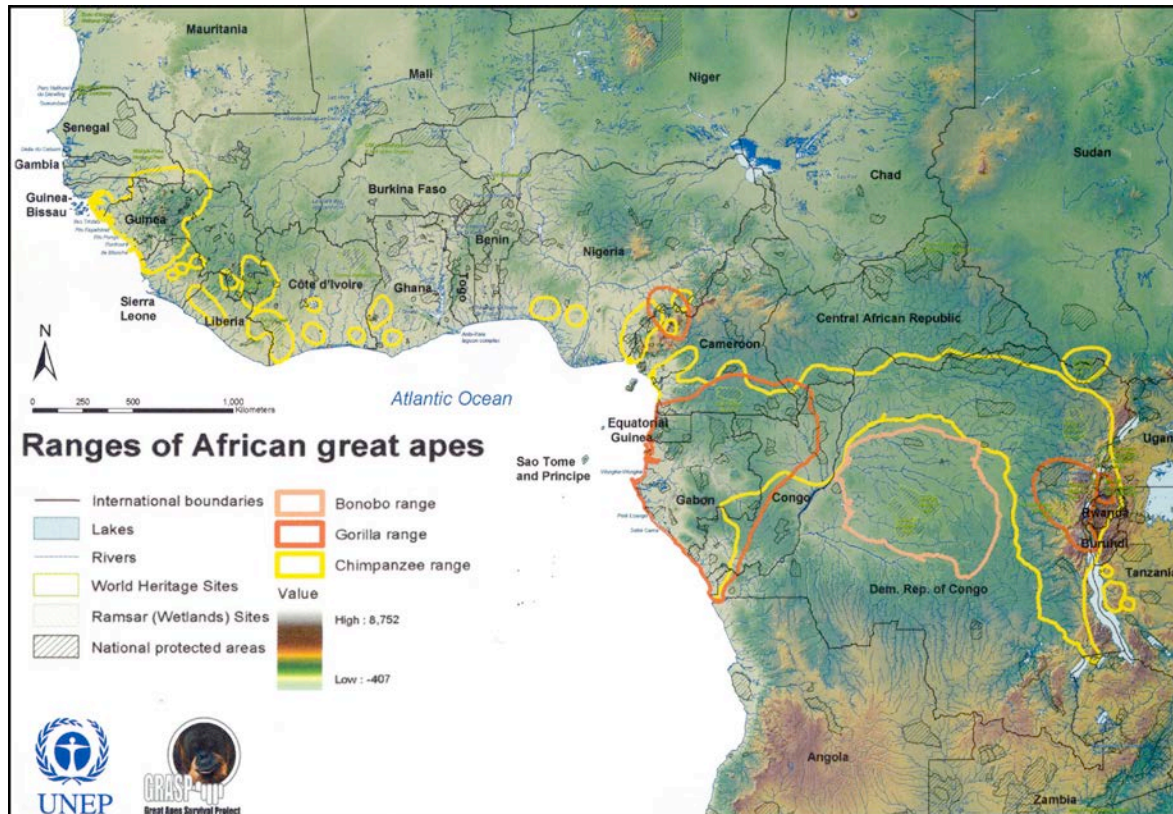 Mauritania
Mali
Niger
Chad
Sudan
Senegal
Gambia
Guinea-
Bissau
Guinea
Burkina Faso
Benin
Nigeria
Togo
Ghana
Côte d'Ivoire
Sierra
Leone
Liberia
Central African Republic
Cameroon
N
0 250 500 1,000
Kilometers
Atlantic Ocean
Equatorial
Guinea
Ranges of African great apes
Sao Tome
and Principe
Gabon
Congo
Ugan
Rwanda
Burundi
Tanzania
Dem. Rep. of Congo
Angola
Zambia
International boundaries
Lakes
Rivers
World Heritage Sites
Ramsar (Wetlands) Sites
National protected areas
Bonobo range
Gorilla range
Chimpanzee range
Value
High : 8,752
Low : -407
UNEP
GRASP
Great Apes Survival Project